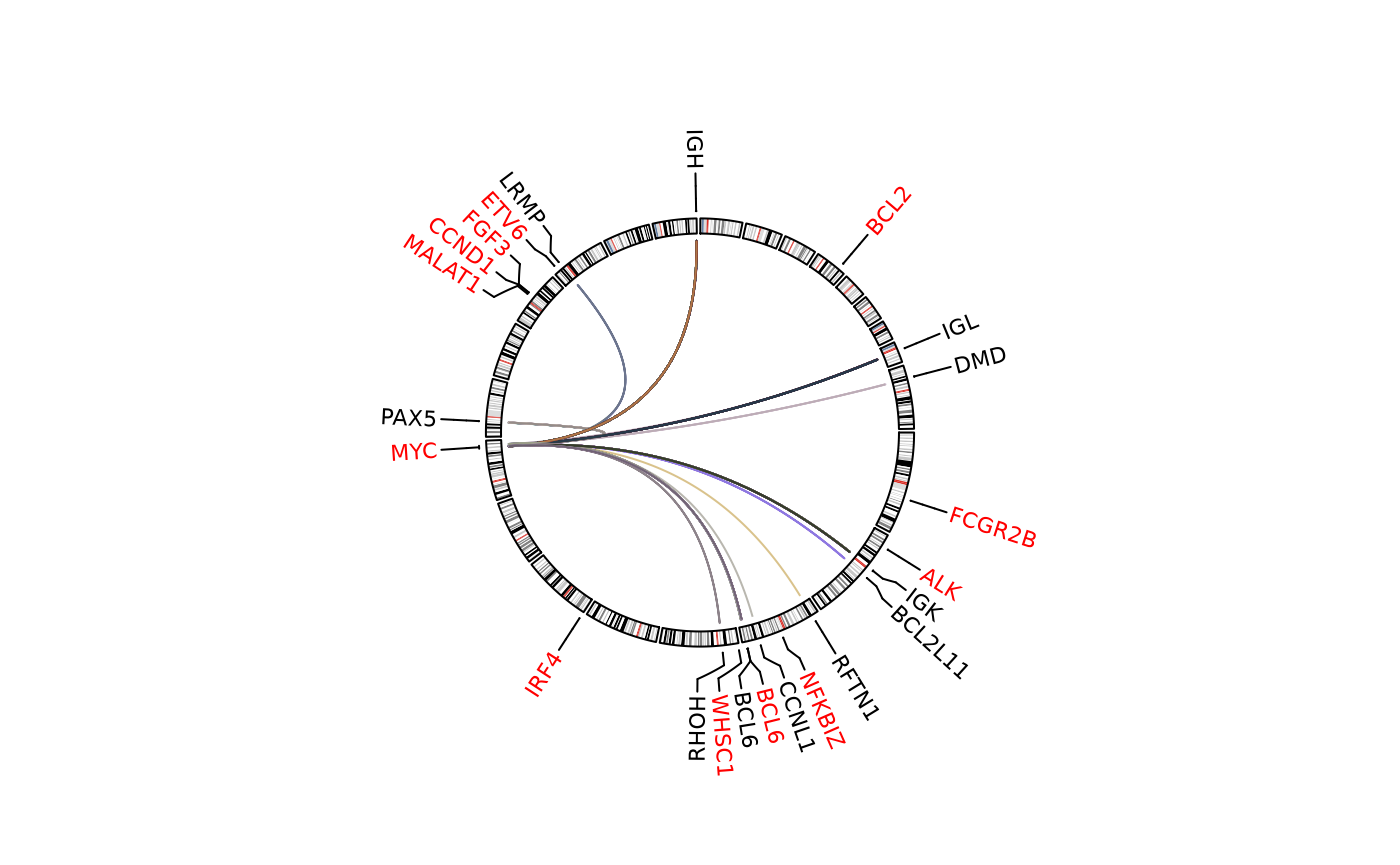 IGH
BCL2
IGL
DMD
FCGR2B
ALK
IGK
BCL2L11
RFTN1
NFKBIZ
CCNL1
BCL6
BCL6
WHSC1
RHOH
IRF4
MYC
PAX5
MALAT1
CCND1
FGF3
ETV6
LRMP